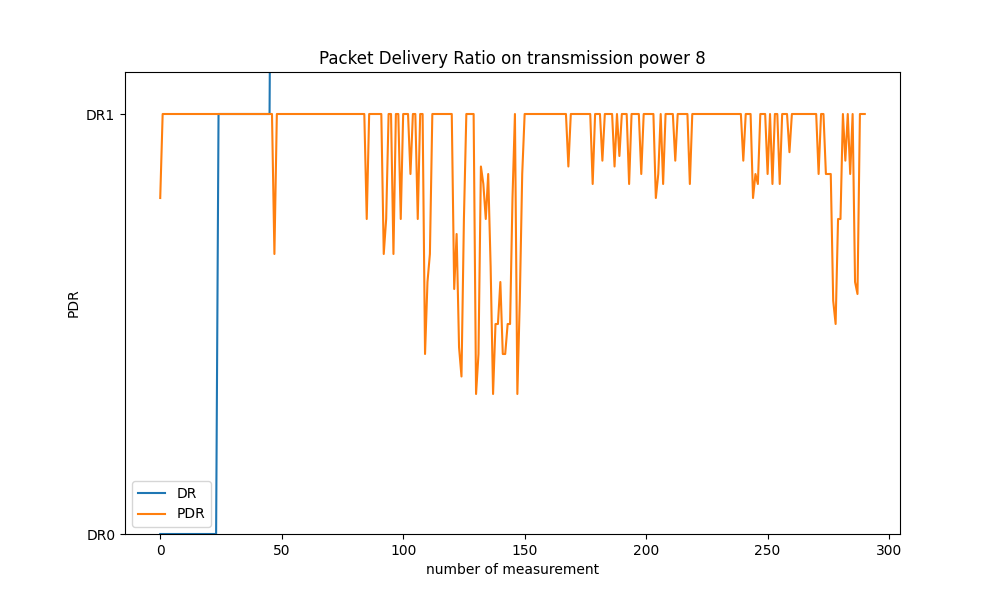 Packet Delivery Ratio on transmission power 8
DR1
PDR
DR0
DR
PDR
0 50 100 150 200 250 300
number of measurement